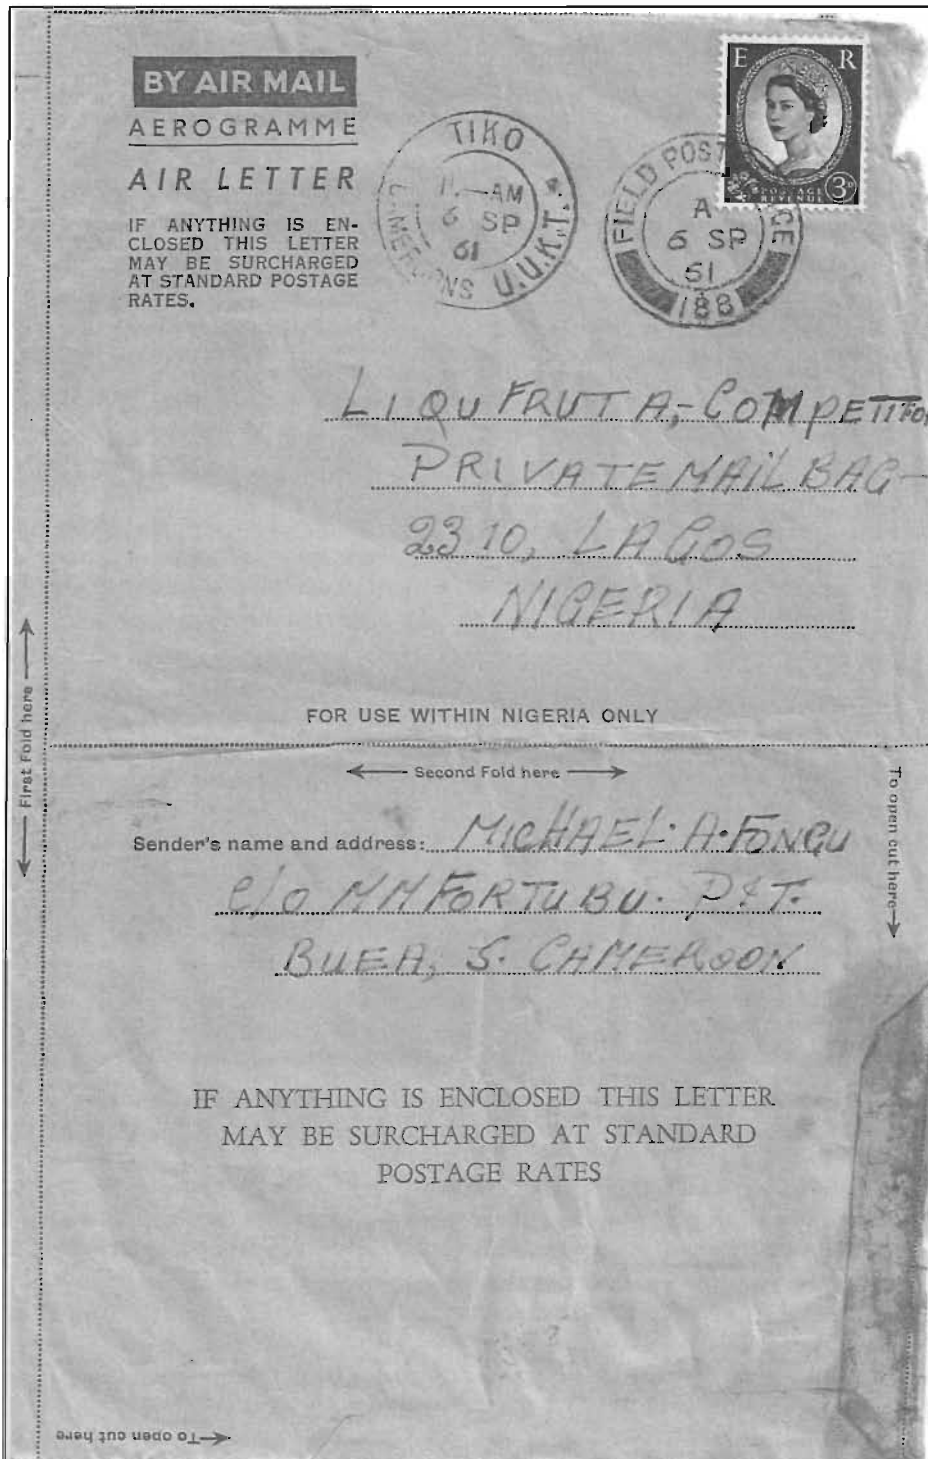 BY AIR MAIL
AEROGRAMME
AIR LETTER
IF ANYTHING IS EN-
CLOSED THIS LETTER
MAY BE SURCHARGED
AT STANDARD POSTAGE
RATES.
TIKO
AM
6 SP
61
U.U.K.T.
E R
POSTAGE
REVENUE
3D
FIELD POST
A
6 SP
61
188
LIQUFRUTA,-COMPETITION
PRIVATE MAIL BAG-
2310, LAGOS
NIGERIA
FOR USE WITHIN NIGERIA ONLY
First Fold here
Second Fold here
To open cut here
Sender's name and address: MICHAEL. A. FONGU
c/o MM FORTUBU. P&T.
BUEA, S. CAMEROON
IF ANYTHING IS ENCLOSED THIS LETTER
MAY BE SURCHARGED AT STANDARD
POSTAGE RATES
To open cut here